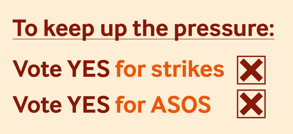 To keep up the pressure:
Vote YES for strikes ☒
Vote YES for ASOS ☒